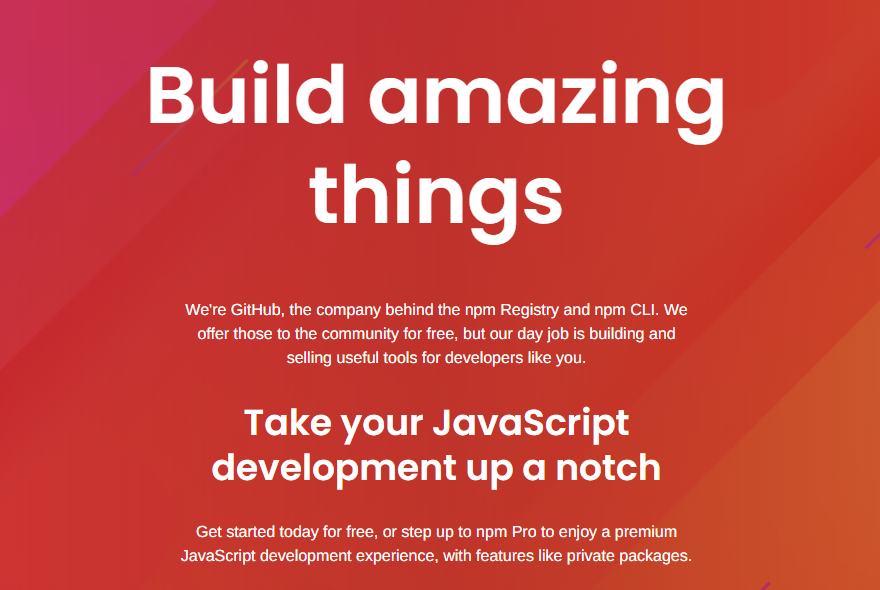 Build amazing
things
We're GitHub, the company behind the npm Registry and npm CLI. We
offer those to the community for free, but our day job is building and
selling useful tools for developers like you.
Take your JavaScript
development up a notch
Get started today for free, or step up to npm Pro to enjoy a premium
JavaScript development experience, with features like private packages.